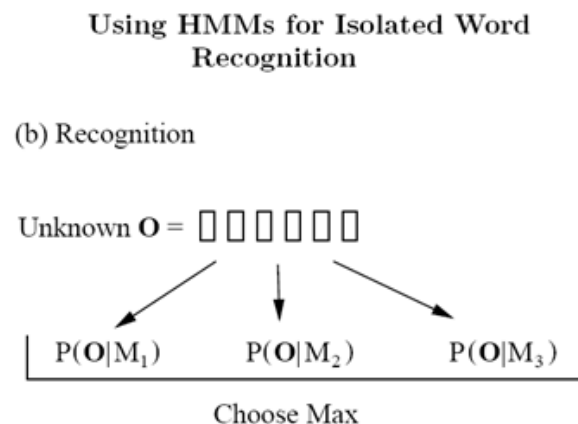 Using HMMs for Isolated Word
Recognition
(b) Recognition
Unknown O =
P(O|M₁) P(O|M₂) P(O|M₃)
Choose Max